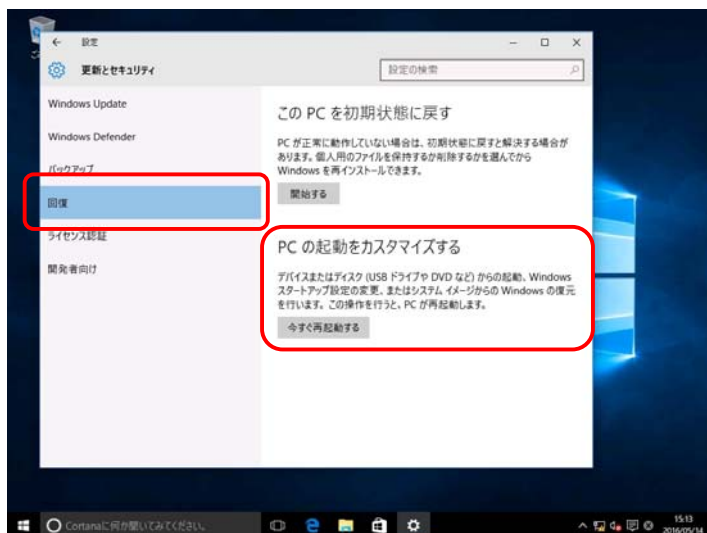 設定
更新とセキュリティ
設定の検索
Windows Update
Windows Defender
バックアップ
回復
ライセンス認証
開発者向け
この PC を初期状態に戻す
PC が正常に動作していない場合は、初期状態に戻すと解決する場合が
あります。個人用のファイルを保持するか削除するかを選んでから
Windows を再インストールできます。
開始する
PC の起動をカスタマイズする
デバイスまたはディスク (USB ドライブや DVD など) からの起動、Windows
スタートアップ設定の変更、またはシステム イメージからの Windows の復元
を行います。この操作を行うと、PC が再起動します。
今すぐ再起動する
Cortanaに何か聞いてみてください。
15:13
2016/05/14